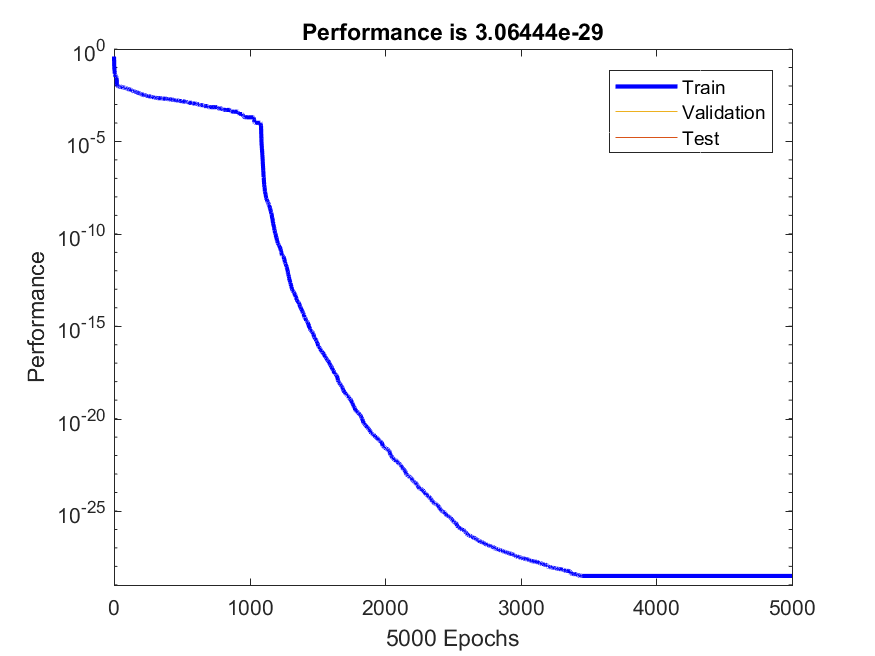 Performance is 3.06444e-29
10^0
10^-5
10^-10
10^-15
10^-20
10^-25
Performance
Train
Validation
Test
0 1000 2000 3000 4000 5000
5000 Epochs